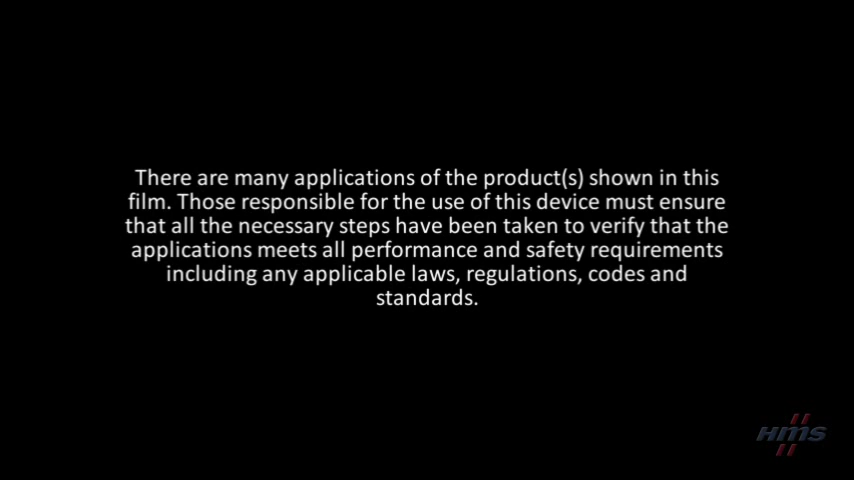 There are many applications of the product(s) shown in this
film. Those responsible for the use of this device must ensure
that all the necessary steps have been taken to verify that the
applications meets all performance and safety requirements
including any applicable laws, regulations, codes and
standards.
HMS